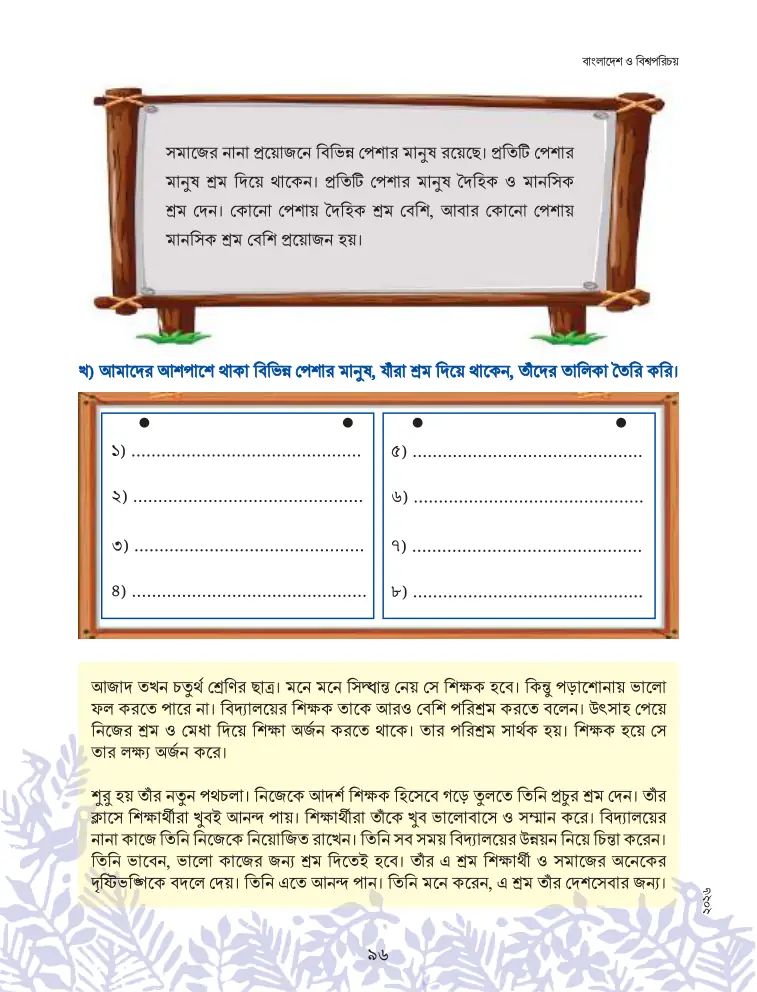 বাংলাদেশ ও বিশ্বপরিচয়
সমাজের নানা প্রয়োজনে বিভিন্ন পেশার মানুষ রয়েছে। প্রতিটি পেশার
মানুষ শ্রম দিয়ে থাকেন। প্রতিটি পেশার মানুষ দৈহিক ও মানসিক
শ্রম দেন। কোনো পেশায় দৈহিক শ্রম বেশি, আবার কোনো পেশায়
মানসিক শ্রম বেশি প্রয়োজন হয়।
খ) আমাদের আশপাশে থাকা বিভিন্ন পেশার মানুষ, যাঁরা শ্রম দিয়ে থাকেন, তাঁদের তালিকা তৈরি করি।
১) ..............................................
২) ..............................................
৩) ..............................................
৪) ...............................................
৫) ..............................................
৬) ..............................................
৭) ..............................................
৮) ..............................................
আজাদ তখন চতুর্থ শ্রেণির ছাত্র। মনে মনে সিদ্ধান্ত নেয় সে শিক্ষক হবে। কিন্তু পড়াশোনায় ভালো
ফল করতে পারে না। বিদ্যালয়ের শিক্ষক তাকে আরও বেশি পরিশ্রম করতে বলেন। উৎসাহ পেয়ে
নিজের শ্রম ও মেধা দিয়ে শিক্ষা অর্জন করতে থাকে। তার পরিশ্রম সার্থক হয়। শিক্ষক হয়ে সে
তার লক্ষ্য অর্জন করে।
শুরু হয় তাঁর নতুন পথচলা। নিজেকে আদর্শ শিক্ষক হিসেবে গড়ে তুলতে তিনি প্রচুর শ্রম দেন। তাঁর
ক্লাসে শিক্ষার্থীরা খুবই আনন্দ পায়। শিক্ষার্থীরা তাঁকে খুব ভালোবাসে ও সম্মান করে। বিদ্যালয়ের
নানা কাজে তিনি নিজেকে নিয়োজিত রাখেন। তিনি সব সময় বিদ্যালয়ের উন্নয়ন নিয়ে চিন্তা করেন।
তিনি ভাবেন, ভালো কাজের জন্য শ্রম দিতেই হবে। তাঁর এ শ্রম শিক্ষার্থী ও সমাজের অনেকের
দৃষ্টিভঙ্গিকে বদলে দেয়। তিনি এতে আনন্দ পান। তিনি মনে করেন, এ শ্রম তাঁর দেশসেবার জন্য।
২০২৬
৯৬